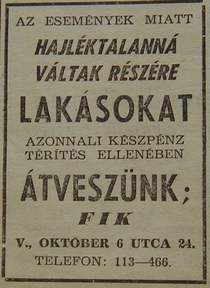 AZ ESEMÉNYEK MIATT
HAJLÉKTALANNÁ
VÁLTAK RÉSZÉRE
LAKÁSOKAT
AZONNALI KÉSZPÉNZ
TÉRÍTÉS ELLENÉBEN
ÁTVESZÜNK;
FIK
V., OKTÓBER 6 UTCA 24.
TELEFON: 113—466.